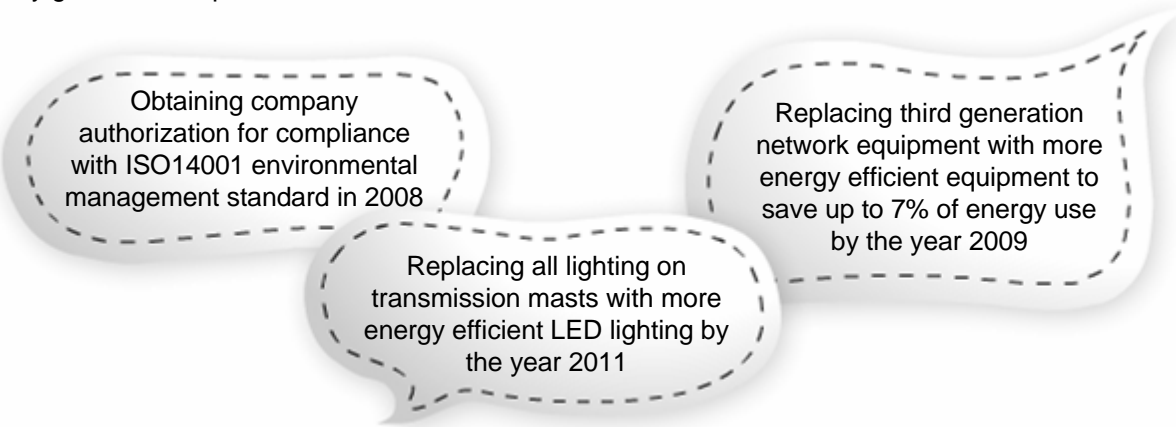 Obtaining company
authorization for compliance
with ISO14001 environmental
management standard in 2008
Replacing all lighting on
transmission masts with more
energy efficient LED lighting by
the year 2011
Replacing third generation
network equipment with more
energy efficient equipment to
save up to 7% of energy use
by the year 2009